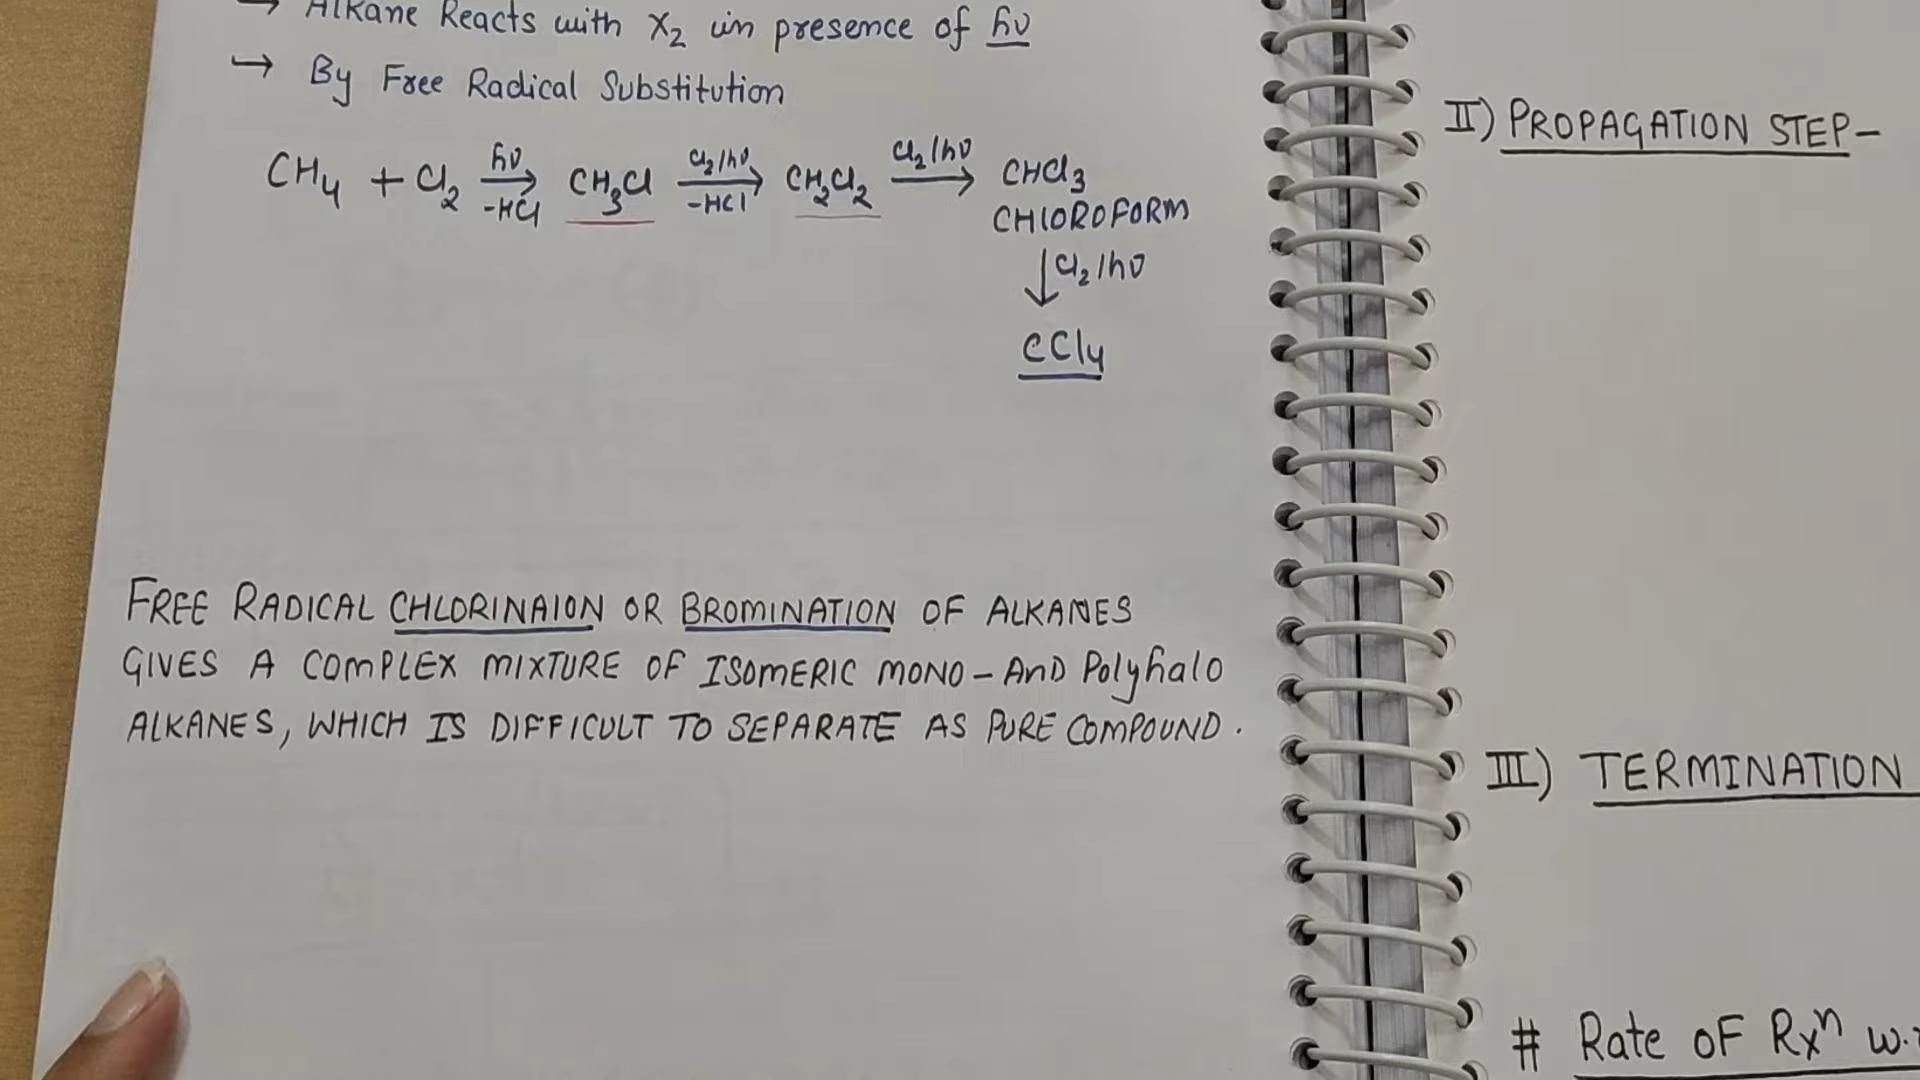 → Alkane Reacts with X2 in presence of hν
↪ By Free Radical Substitution
CH4 + Cl2 hν → -HCl CH3Cl Cl2/hν → -HCl CH2Cl2 Cl2/hν → CHCl3
CHlOROFORM
↓ Cl2/hν
CCl4
FREE RADICAL CHLORINAION OR BROMINATION OF ALKANES
GIVES A COMPLEX MIXTURE OF ISOMERIC MONO - AND Polyhalo
ALKANES, WHICH IS DIFFICULT TO SEPARATE AS PURE COMPOUND.
II) PROPAGATION STEP-
III) TERMINATION
# Rate OF Rxn w.